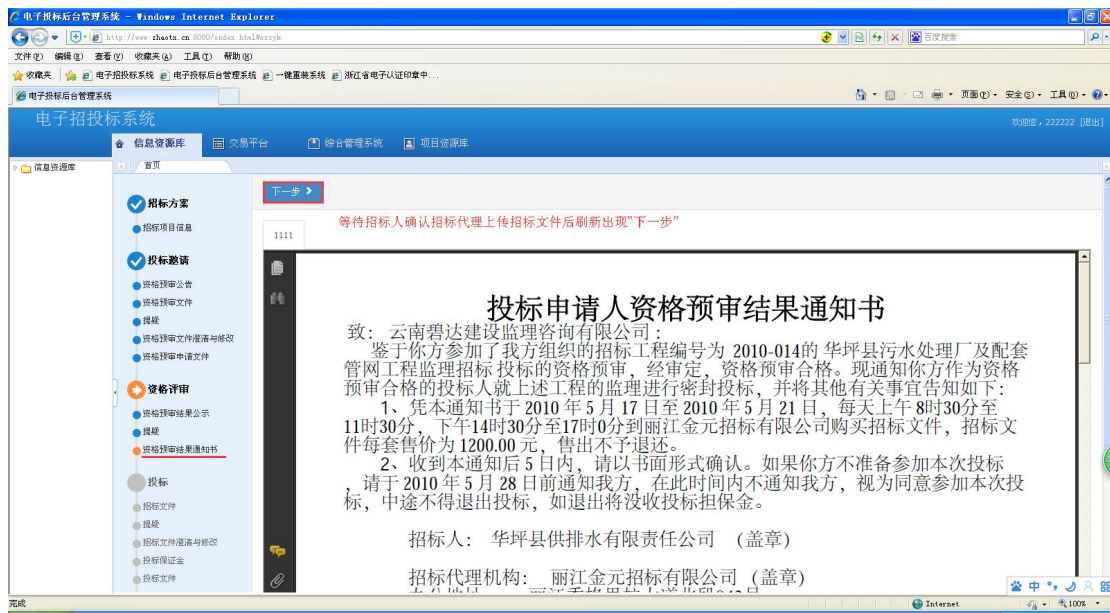 电子投标后台管理系统 - Windows Internet Explorer
http://www.zhaotx.cn:8080/index.html#zxzyk
百度搜索
文件(F) 编辑(E) 查看(V) 收藏夹(A) 工具(T) 帮助(H)
收藏夹 电子招投标系统 电子投标后台管理系统 一键重装系统 浙江省电子认证印章中...
电子投标后台管理系统
页面(P) 安全(S) 工具(O)
电子招投标系统
欢迎您，222222 [退出]
信息资源库 交易平台 综合管理系统 项目资源库
信息资源库
首页
下一步
等待招标人确认招标代理上传招标文件后刷新出现“下一步”
1111
招标方案
招标项目信息
投标邀请
资格预审公告
资格预审文件
提疑
资格预审文件澄清与修改
资格预审申请文件
资格评审
资格预审结果公示
提疑
资格预审结果通知书
投标
招标文件
提疑
招标文件澄清与修改
投标保证金
投标文件
投标申请人资格预审结果通知书
致： 云南碧达建设监理咨询有限公司：
鉴于你方参加了我方组织的招标工程编号为 2010-014的 华坪县污水处理厂及配套
管网工程监理招标 投标的资格预审，经审定，资格预审合格。现通知你方作为资格
预审合格的投标人就上述工程的监理进行密封投标，并将其他有关事宜告知如下：
1、凭本通知书于 2010 年 5 月 17 日至 2010 年 5 月 21 日，每天上午 8时30分至
11时30分，下午14时30分至17时0分到丽江金元招标有限公司购买招标文件，招标文
件每套售价为 1200.00 元，售出不予退还。
2、收到本通知后 5 日内，请以书面形式确认。如果你方不准备参加本次投标
，请于 2010 年 5 月 28 日前通知我方，在此时间内不通知我方，视为同意参加本次投
标，中途不得退出投标，如退出将没收投标担保金。
招标人： 华坪县供排水有限责任公司 （盖章）
招标代理机构： 丽江金元招标有限公司 （盖章）
中
完成
Internet
100%